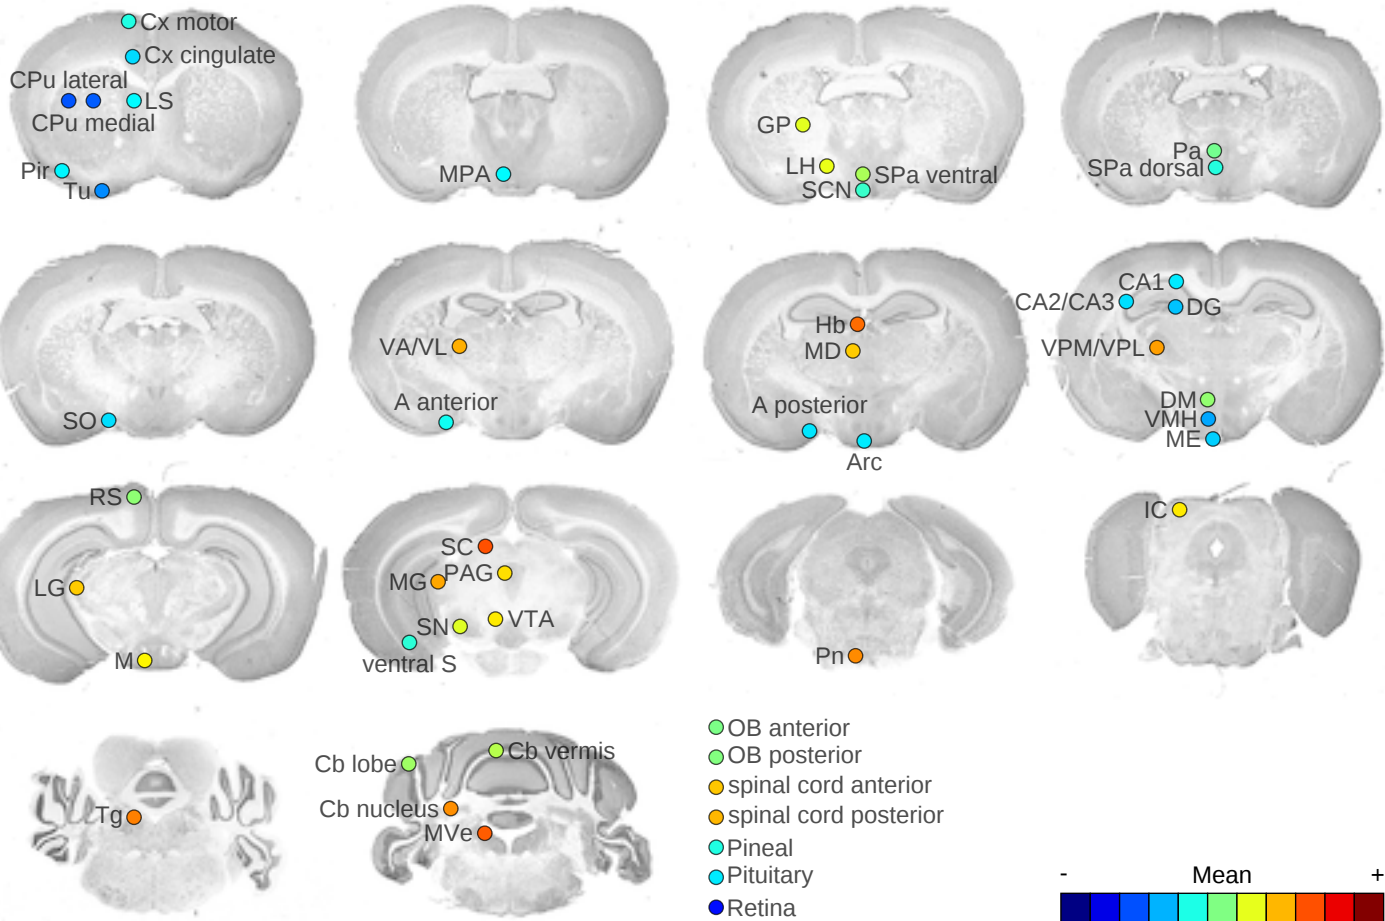 Cx motor
Cx cingulate
CPu lateral
LS
CPu medial
Pir
Tu
MPA
GP
LH
SPa ventral
SCN
Pa
SPa dorsal
SO
VA/VL
A anterior
Hb
MD
A posterior
Arc
CA1
CA2/CA3
DG
VPM/VPL
DM
VMH
ME
RS
LG
M
SC
MG
PAG
SN
VTA
ventral S
Pn
IC
Tg
Cb lobe
Cb vermis
Cb nucleus
MVe
OB anterior
OB posterior
spinal cord anterior
spinal cord posterior
Pineal
Pituitary
Retina
- Mean +